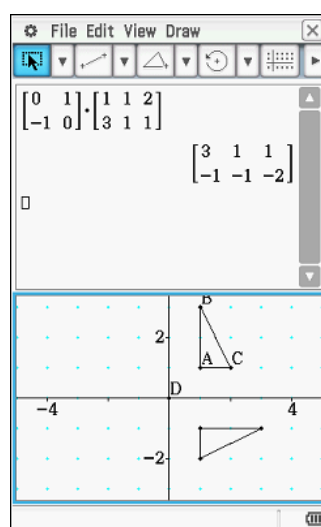 File Edit View Draw
[0 1; -1 0]·[1 1 2; 3 1 1]
[3 1 1; -1 -1 -2]
B
2
A C
D
-4 4
-2